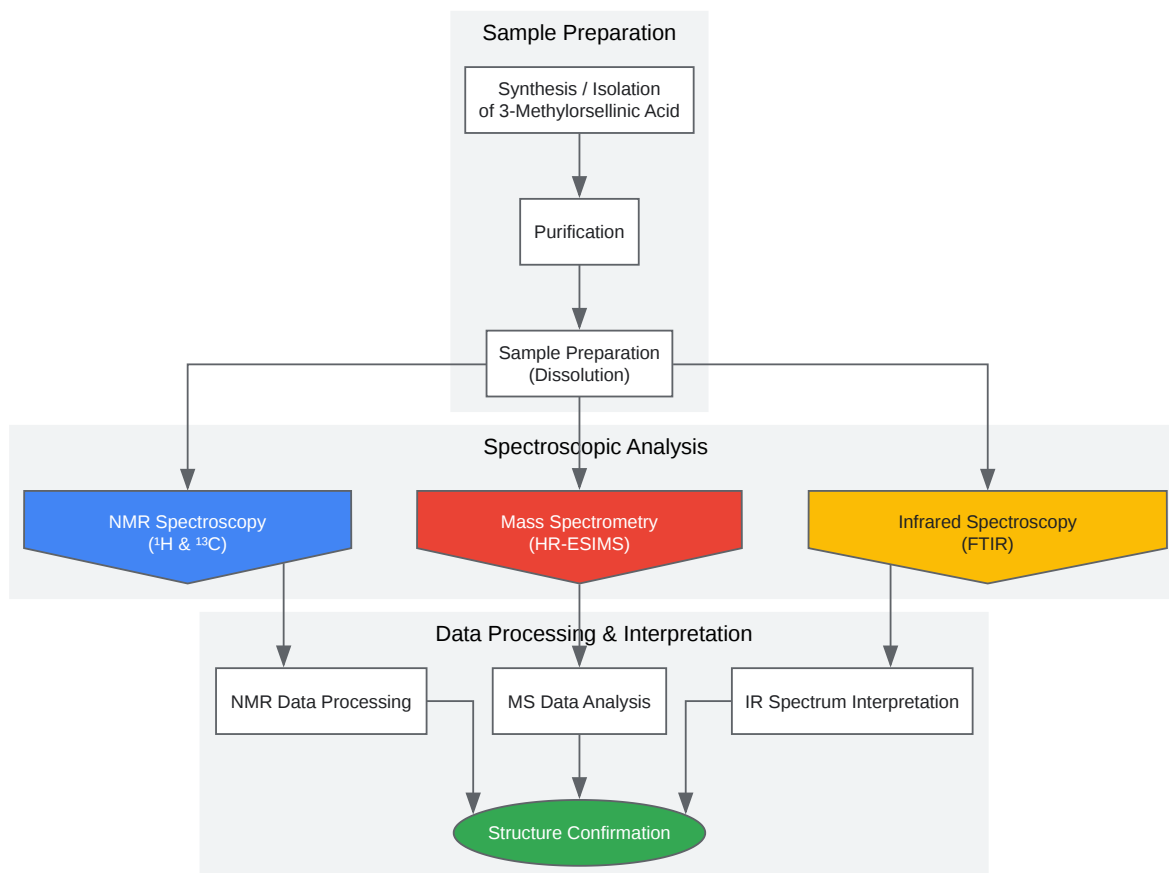 Sample Preparation
Synthesis / Isolation
of 3-Methylorsellinic Acid
Purification
Sample Preparation
(Dissolution)
Spectroscopic Analysis
NMR Spectroscopy
(¹H & ¹³C)
Mass Spectrometry
(HR-ESIMS)
Infrared Spectroscopy
(FTIR)
Data Processing & Interpretation
NMR Data Processing
MS Data Analysis
IR Spectrum Interpretation
Structure Confirmation